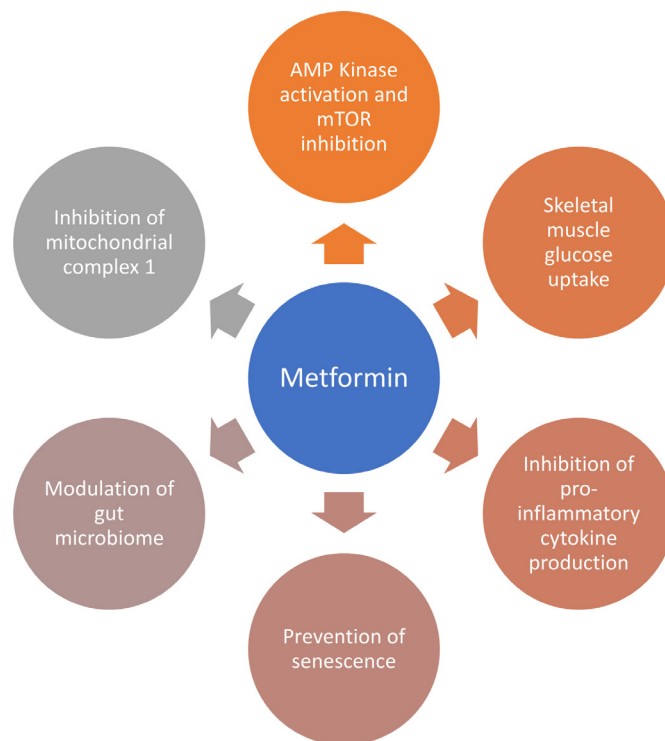 AMP Kinase
activation and
mTOR
inhibition
Skeletal
muscle
glucose
uptake
Inhibition of
pro-
inflammatory
cytokine
production
Prevention of
senescence
Modulation of
gut
microbiome
Inhibition of
mitochondrial
complex 1
Metformin